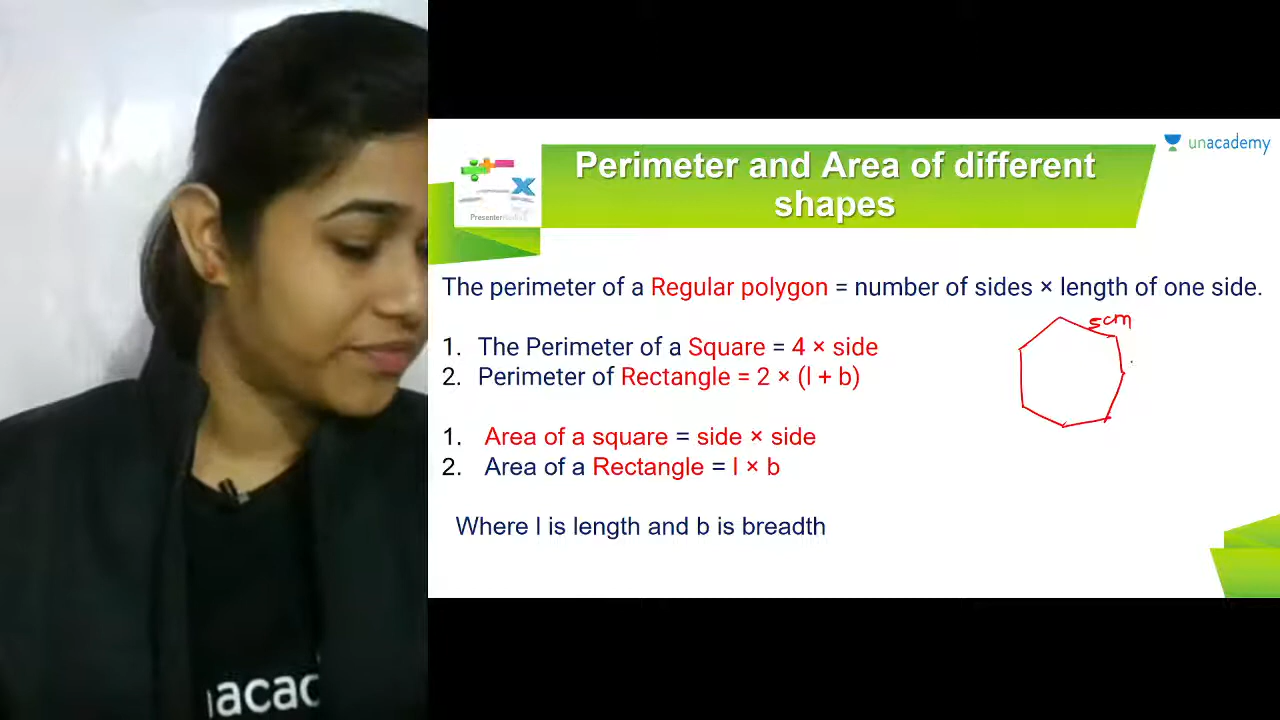 unacademy
Perimeter and Area of different
shapes
The perimeter of a Regular polygon = number of sides × length of one side.
5cm
1. The Perimeter of a Square = 4 × side
2. Perimeter of Rectangle = 2 × (l + b)
1. Area of a square = side × side
2. Area of a Rectangle = l × b
Where l is length and b is breadth